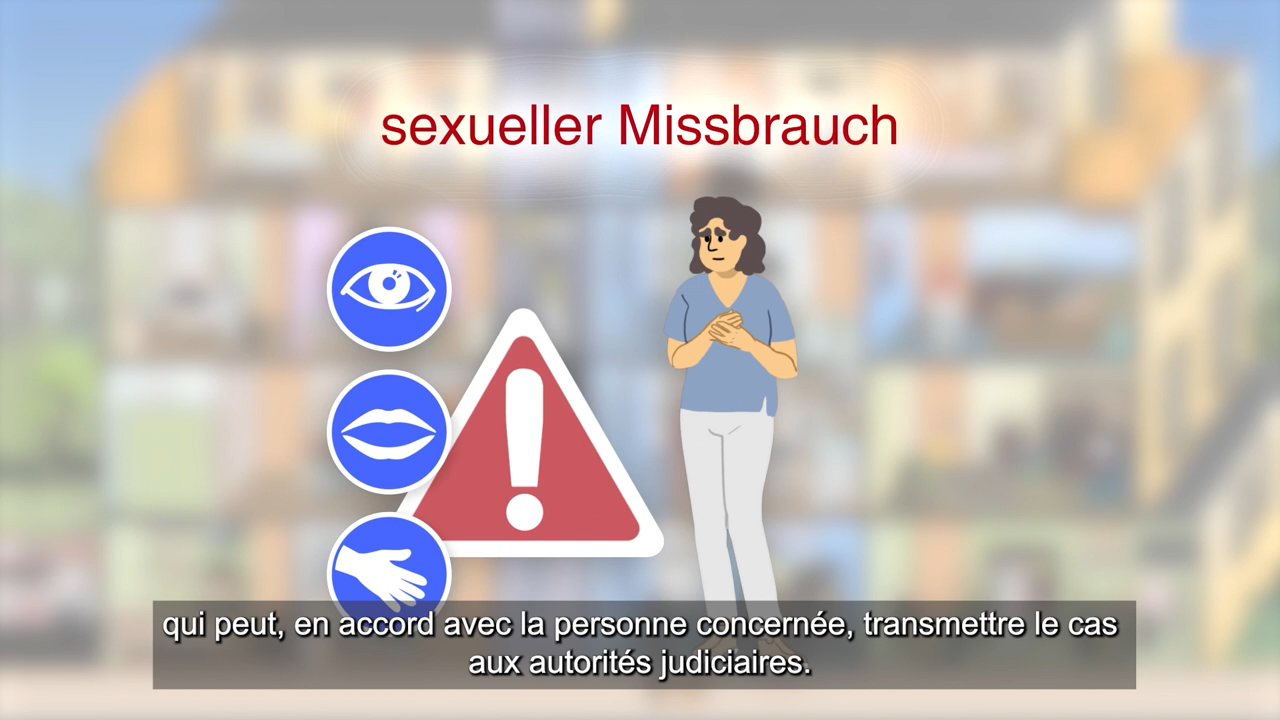 sexueller Missbrauch
qui peut, en accord avec la personne concernée, transmettre le cas
aux autorités judiciaires.